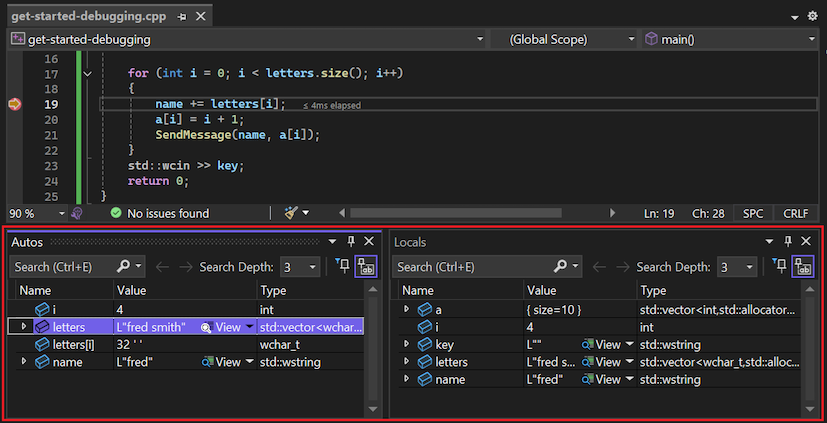 get-started-debugging.cpp
get-started-debugging (Global Scope) main()
16
17 for (int i = 0; i < letters.size(); i++)
18 {
19 name += letters[i]; ≤ 4ms elapsed
20 a[i] = i + 1;
21 SendMessage(name, a[i]);
22 }
23 std::wcin >> key;
24 return 0;
25 }
90 % No issues found Ln: 19 Ch: 28 SPC CRLF
Autos
Search (Ctrl+E) Search Depth: 3
Name Value Type
i 4 int
letters L"fred smith" View std::vector<wchar...
letters[i] 32 ' ' wchar_t
name L"fred" View std::wstring
Locals
Search (Ctrl+E) Search Depth: 3
Name Value Type
a { size=10 } std::vector<int,std::allocator...
i 4 int
key L"" View std::wstring
letters L"fred s... View std::vector<wchar_t,std::alloc...
name L"fred" View std::wstring